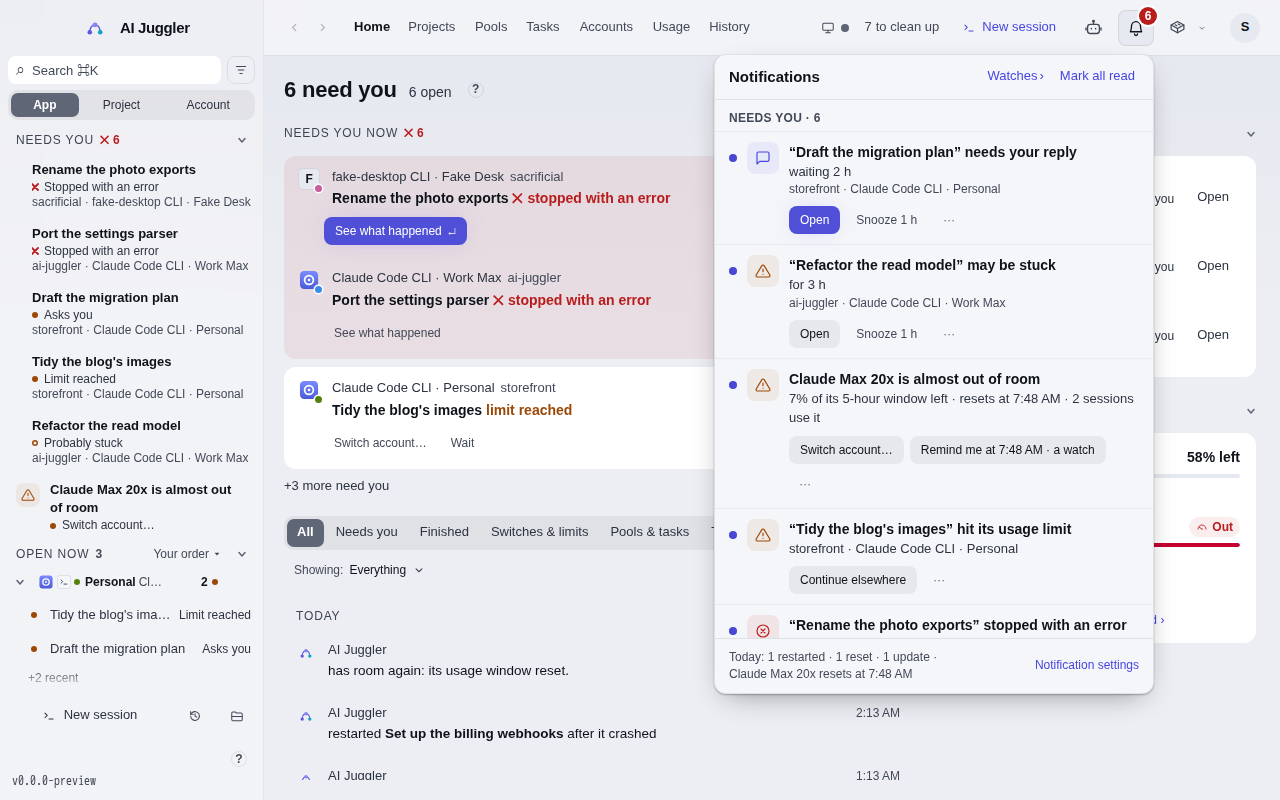 AI Juggler
Search ⌘K
App Project Account
NEEDS YOU 6
Rename the photo exports
Stopped with an error
sacrificial · fake-desktop CLI · Fake Desk
Port the settings parser
Stopped with an error
ai-juggler · Claude Code CLI · Work Max
Draft the migration plan
Asks you
storefront · Claude Code CLI · Personal
Tidy the blog's images
Limit reached
storefront · Claude Code CLI · Personal
Refactor the read model
Probably stuck
ai-juggler · Claude Code CLI · Work Max
Claude Max 20x is almost out
of room
Switch account…
OPEN NOW 3 Your order
Personal Cl… 2
Tidy the blog's ima… Limit reached
Draft the migration plan Asks you
+2 recent
New session
?
v0.0.0-preview
Home Projects Pools Tasks Accounts Usage History
7 to clean up New session 6 S
6 need you 6 open ?
NEEDS YOU NOW 6
F
fake-desktop CLI · Fake Desk sacrificial
Rename the photo exports stopped with an error
See what happened
Claude Code CLI · Work Max ai-juggler
Port the settings parser stopped with an error
See what happened
Claude Code CLI · Personal storefront
Tidy the blog's images limit reached
Switch account… Wait
+3 more need you
All Needs you Finished Switches & limits Pools & tasks
Showing: Everything
TODAY
AI Juggler
has room again: its usage window reset.
AI Juggler 2:13 AM
restarted Set up the billing webhooks after it crashed
AI Juggler 1:13 AM
Notifications Watches › Mark all read
NEEDS YOU · 6
“Draft the migration plan” needs your reply
waiting 2 h
storefront · Claude Code CLI · Personal
Open Snooze 1 h ···
“Refactor the read model” may be stuck
for 3 h
ai-juggler · Claude Code CLI · Work Max
Open Snooze 1 h ···
Claude Max 20x is almost out of room
7% of its 5-hour window left · resets at 7:48 AM · 2 sessions
use it
Switch account… Remind me at 7:48 AM · a watch
···
“Tidy the blog's images” hit its usage limit
storefront · Claude Code CLI · Personal
Continue elsewhere ···
“Rename the photo exports” stopped with an error
Today: 1 restarted · 1 reset · 1 update ·
Claude Max 20x resets at 7:48 AM
Notification settings
you Open
you Open
you Open
58% left
Out
›